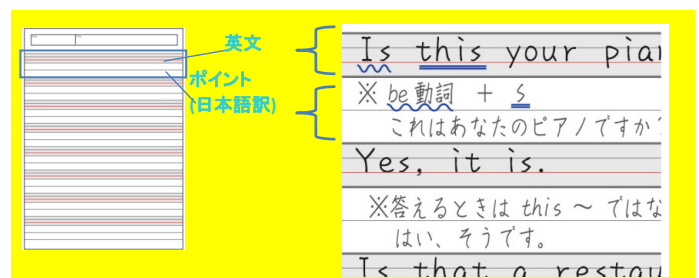 英文
ポイント
(日本語訳)
Is this your
※ be動詞 + s
これはあなたのピアノですか?
Yes, it is.
※答えるときは this ~ ではな
はい、そうです。
Is that a